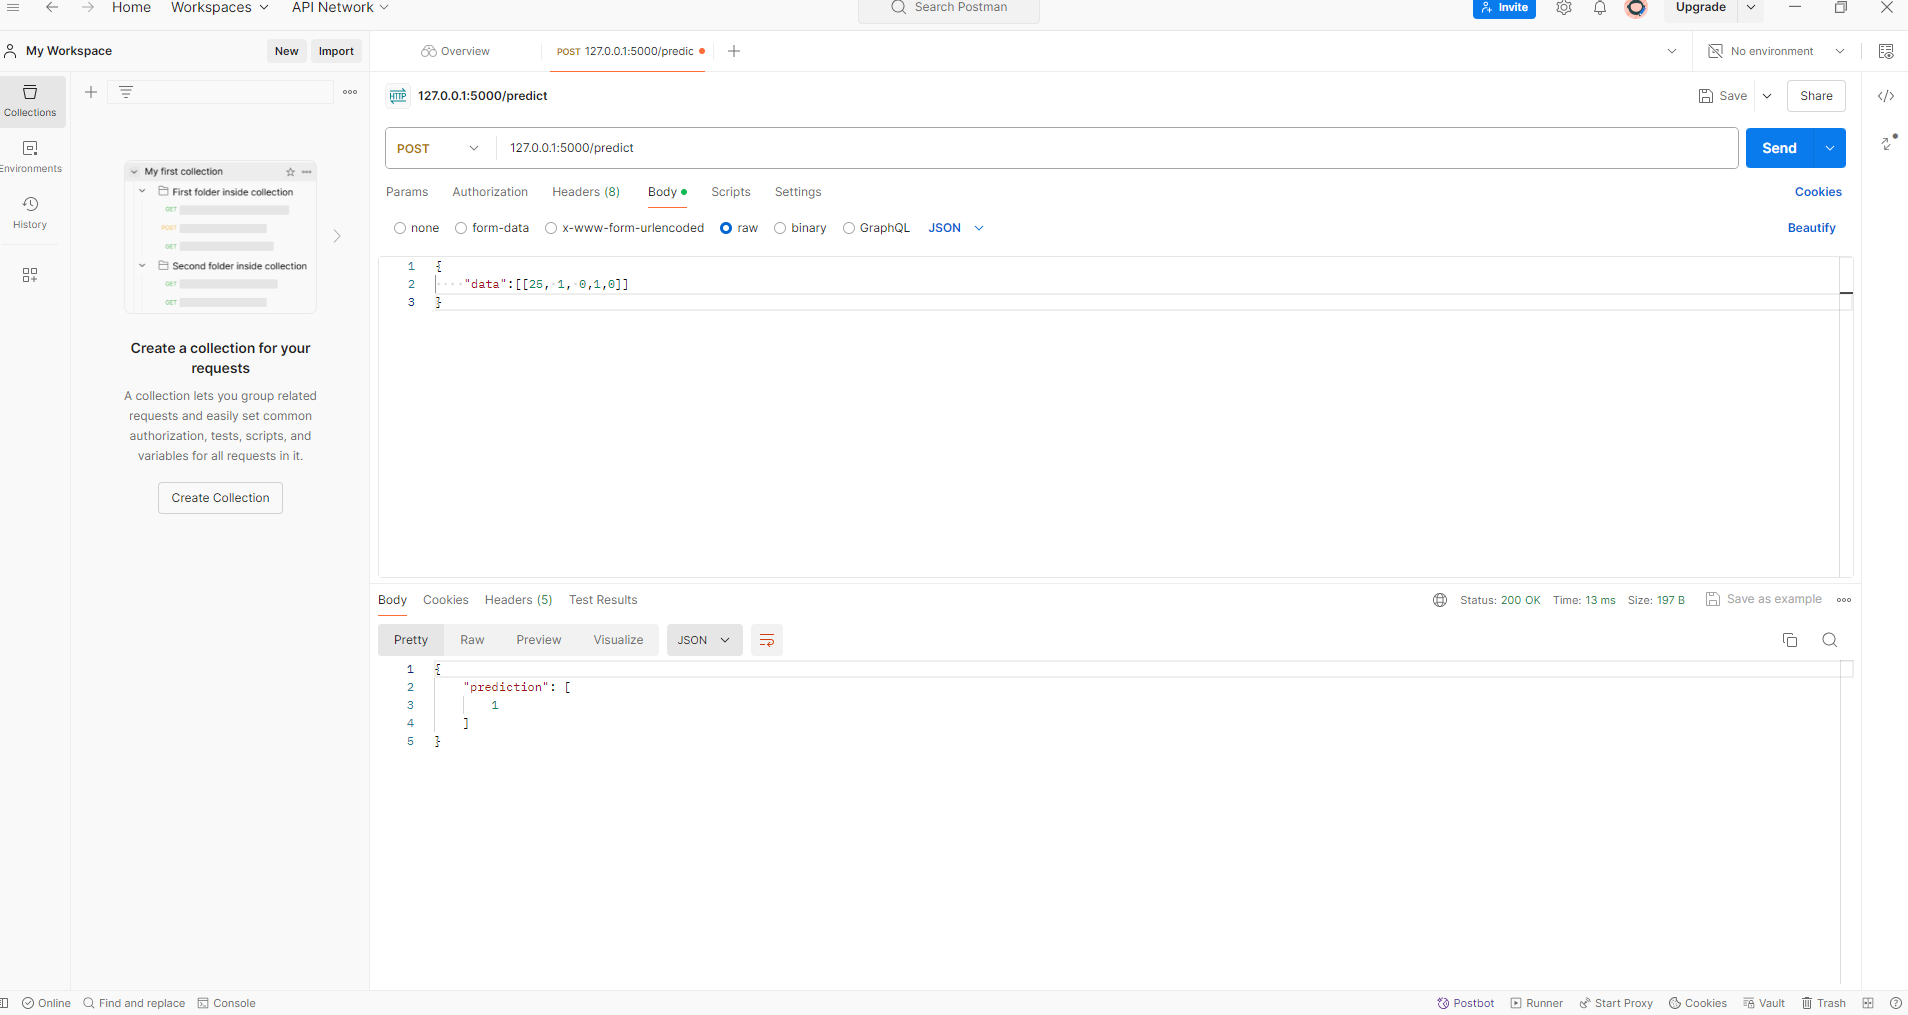 Home Workspaces API Network Search Postman Invite Upgrade
My Workspace New Import Overview POST 127.0.0.1:5000/predic No environment
Collections
Environments
History
My first collection
First folder inside collection
GET
POST
GET
Second folder inside collection
GET
GET
Create a collection for your
requests
A collection lets you group related
requests and easily set common
authorization, tests, scripts, and
variables for all requests in it.
Create Collection
HTTP 127.0.0.1:5000/predict Save Share
POST 127.0.0.1:5000/predict Send
Params Authorization Headers (8) Body Scripts Settings Cookies
none form-data x-www-form-urlencoded raw binary GraphQL JSON Beautify
1 {
2 "data":[[25, 1, 0,1,0]]
3 }
Body Cookies Headers (5) Test Results Status: 200 OK Time: 13 ms Size: 197 B Save as example
Pretty Raw Preview Visualize JSON
1 {
2 "prediction": [
3 1
4 ]
5 }
Online Find and replace Console Postbot Runner Start Proxy Cookies Vault Trash